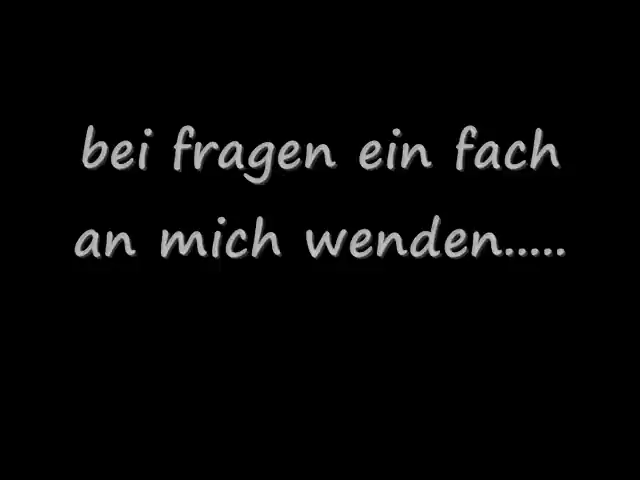 bei fragen ein fach
an mich wenden.....